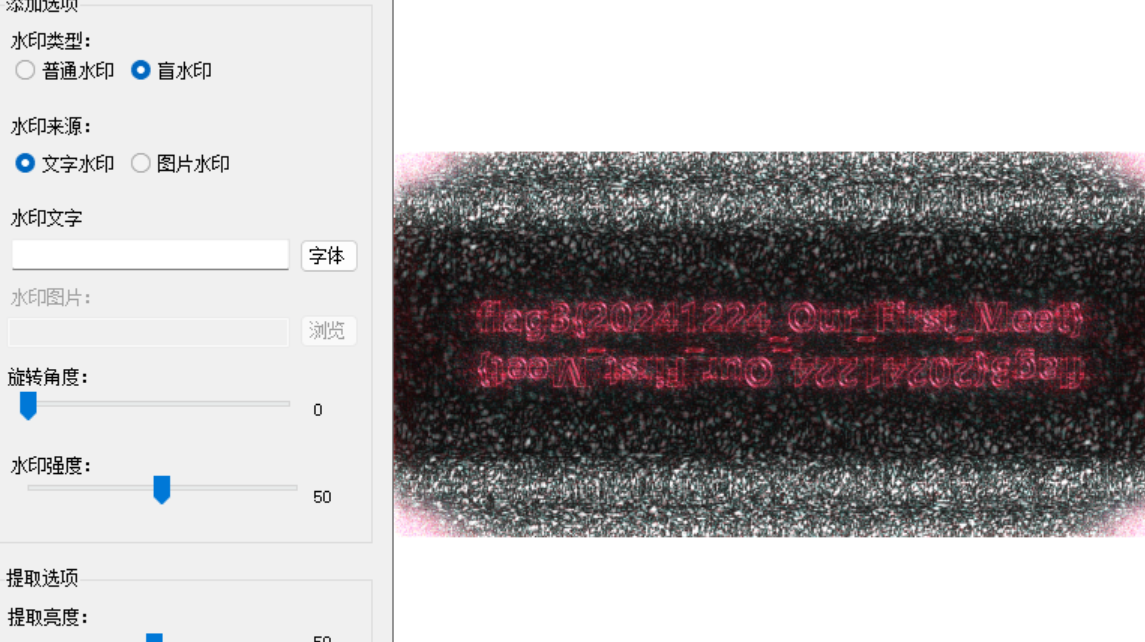 添加选项
水印类型:
普通水印 盲水印
水印来源:
文字水印 图片水印
水印文字
字体
水印图片:
浏览
旋转角度:
0
水印强度:
50
提取选项
提取亮度:
50
flag3{20241224_Our_First_Meet}
flag3{20241224_Our_First_Meet}